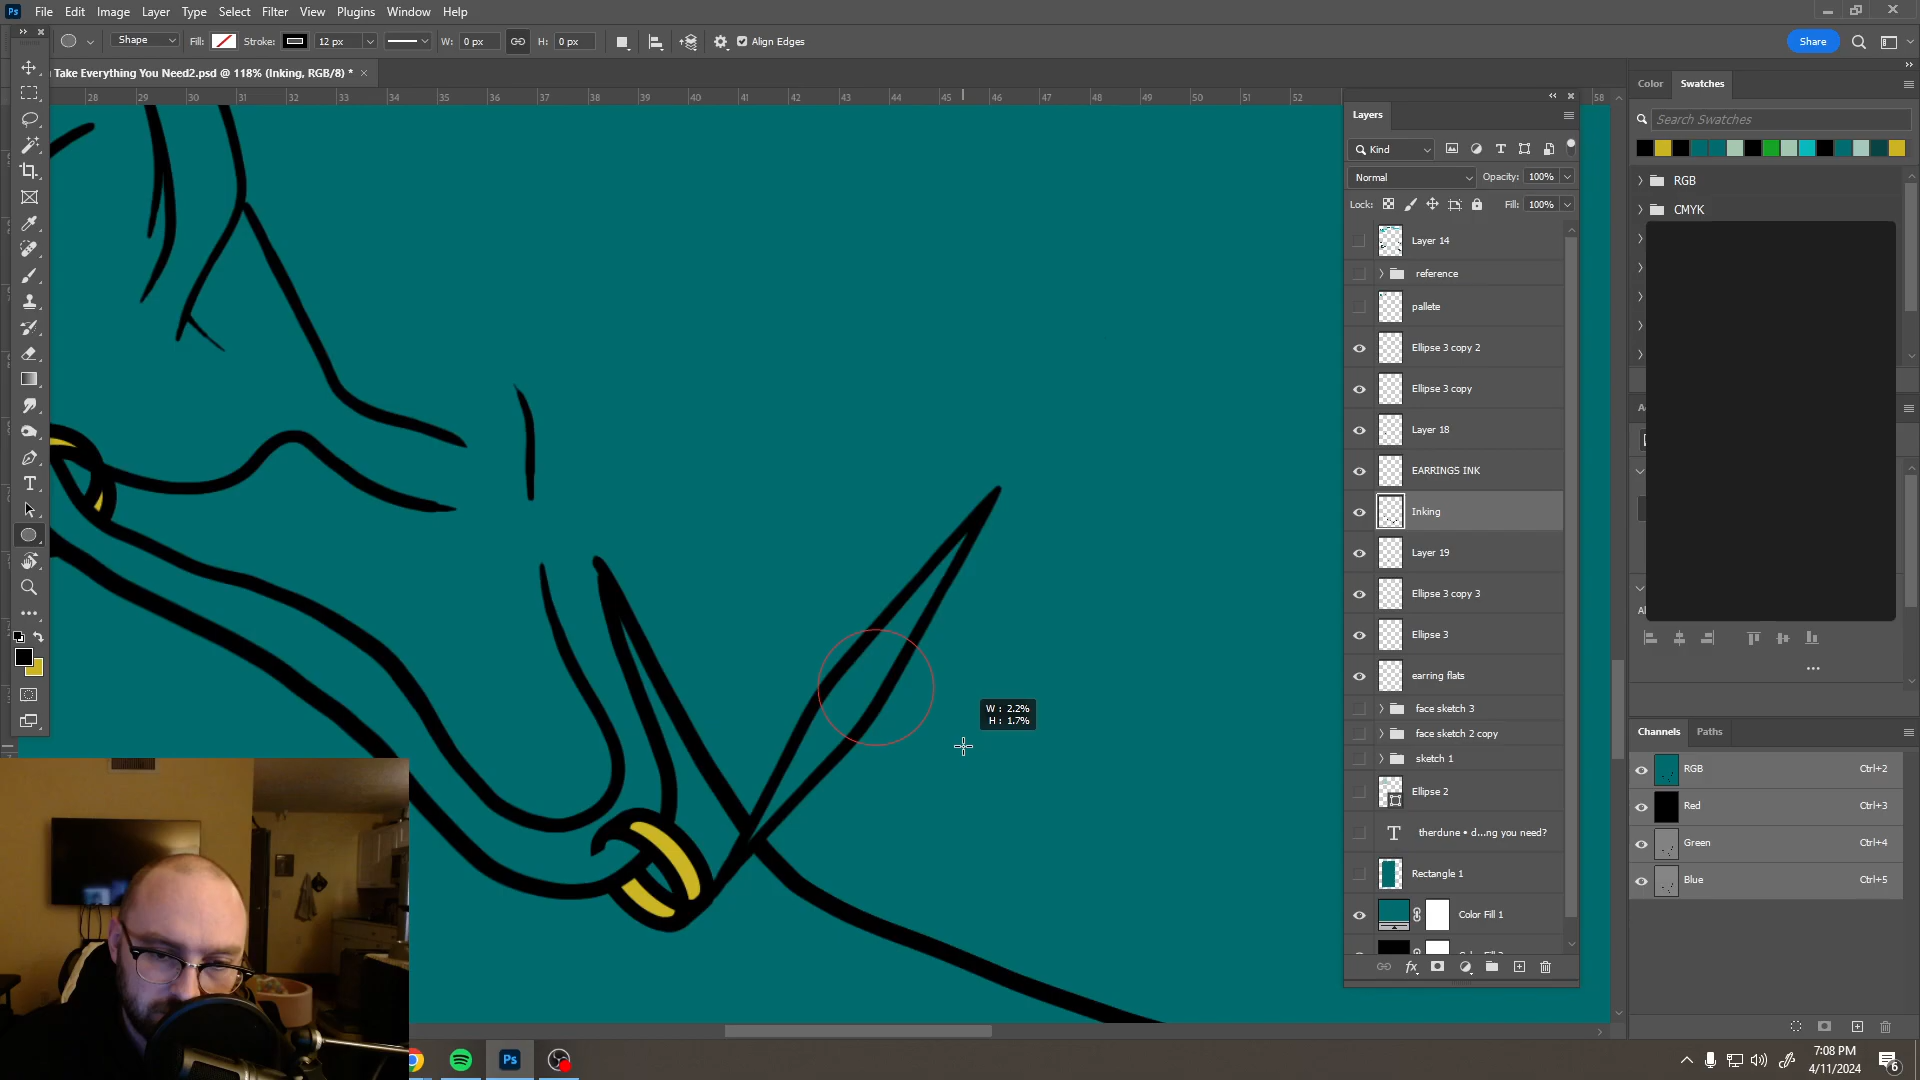 Ps File Edit Image Layer Type Select Filter View Plugins Window Help
Shape Fill: Stroke: 12 px W: 0 px H: 0 px Align Edges Share
Take Everything You Need2.psd @ 118% (Inking, RGB/8) *
28 29 30 31 32 33 34 35 36 37 38 39 40 41 42 43 44 45 46 47 48 49 50 51 52 58
Layers
Kind
Normal Opacity: 100%
Lock: Fill: 100%
Layer 14
reference
pallete
Ellipse 3 copy 2
Ellipse 3 copy
Layer 18
EARRINGS INK
Inking
Layer 19
Ellipse 3 copy 3
Ellipse 3
earring flats
face sketch 3
face sketch 2 copy
sketch 1
Ellipse 2
therdune • d...ng you need?
Rectangle 1
Color Fill 1
W : 2.2%
H : 1.7%
Color Swatches
Search Swatches
RGB
CMYK
Channels Paths
RGB Ctrl+2
Red Ctrl+3
Green Ctrl+4
Blue Ctrl+5
Ps
7:08 PM
4/11/2024
6